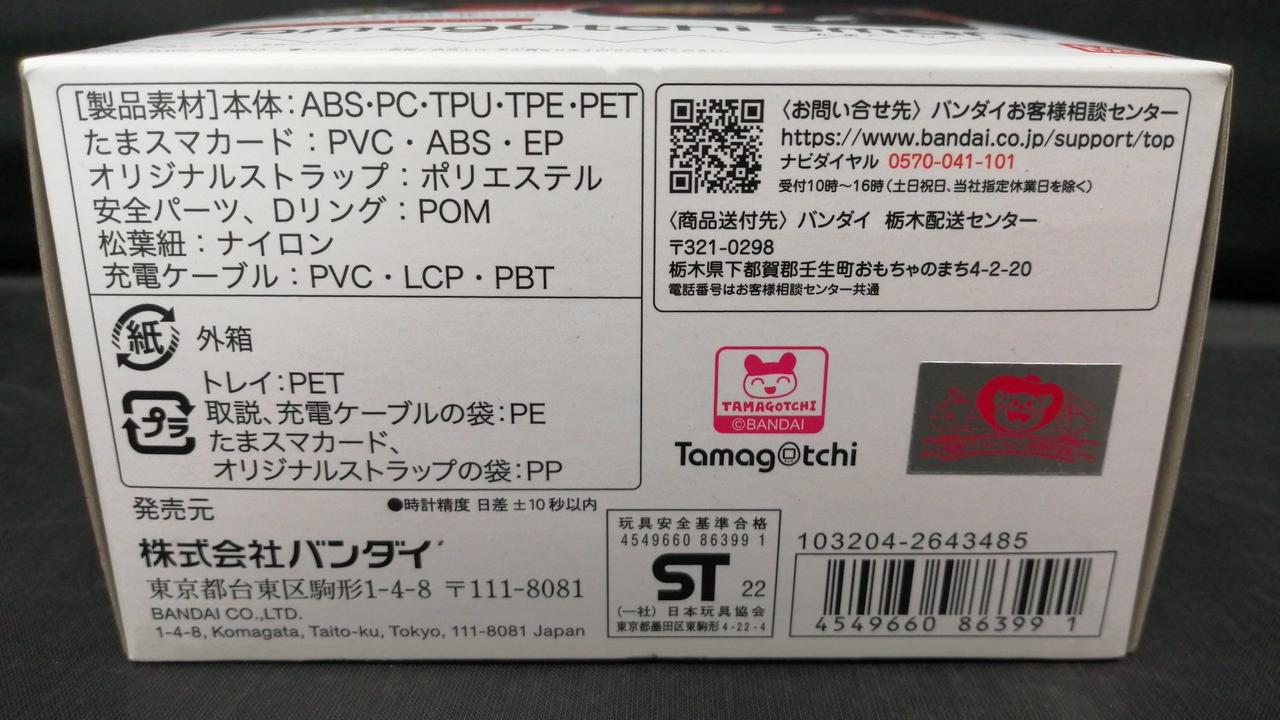 Tamagotchi Smart
[製品素材]本体：ABS・PC・TPU・TPE・PET
たまスマカード：PVC・ABS・EP
オリジナルストラップ：ポリエステル
安全パーツ、Dリング：POM
松葉紐：ナイロン
充電ケーブル：PVC・LCP・PBT
紙 外箱
プラ
トレイ：PET
取説、充電ケーブルの袋：PE
たまスマカード、
オリジナルストラップの袋：PP
〈お問い合せ先〉バンダイお客様相談センター
https://www.bandai.co.jp/support/top
ナビダイヤル 0570-041-101
受付10時～16時（土日祝日、当社指定休業日を除く）
〈商品送付先〉バンダイ 栃木配送センター
〒321-0298
栃木県下都賀郡壬生町おもちゃのまち4-2-20
電話番号はお客様相談センター共通
TAMAGOTCHI
©BANDAI
Tamagotchi
発売元
●時計精度 日差±10秒以内
株式会社バンダイ
東京都台東区駒形1-4-8 〒111-8081
BANDAI CO.,LTD.
1-4-8, Komagata, Taito-ku, Tokyo, 111-8081 Japan
玩具安全基準合格
4549660 86399 1
ST 22
(一社) 日本玩具協会
東京都墨田区東駒形4-22-4
103204-2643485
4549660 86399 1